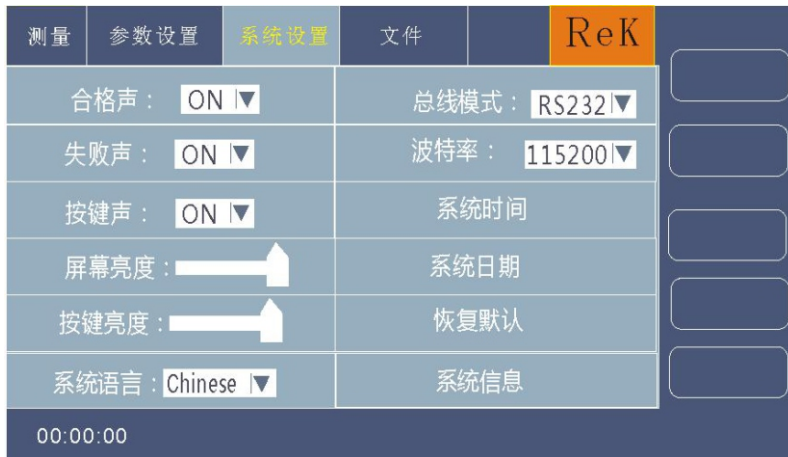 测量 参数设置 系统设置 文件 ReK
合格声： ON 总线模式： RS232
失败声： ON 波特率： 115200
按键声： ON 系统时间
屏幕亮度： 系统日期
按键亮度： 恢复默认
系统语言：Chinese 系统信息
00:00:00